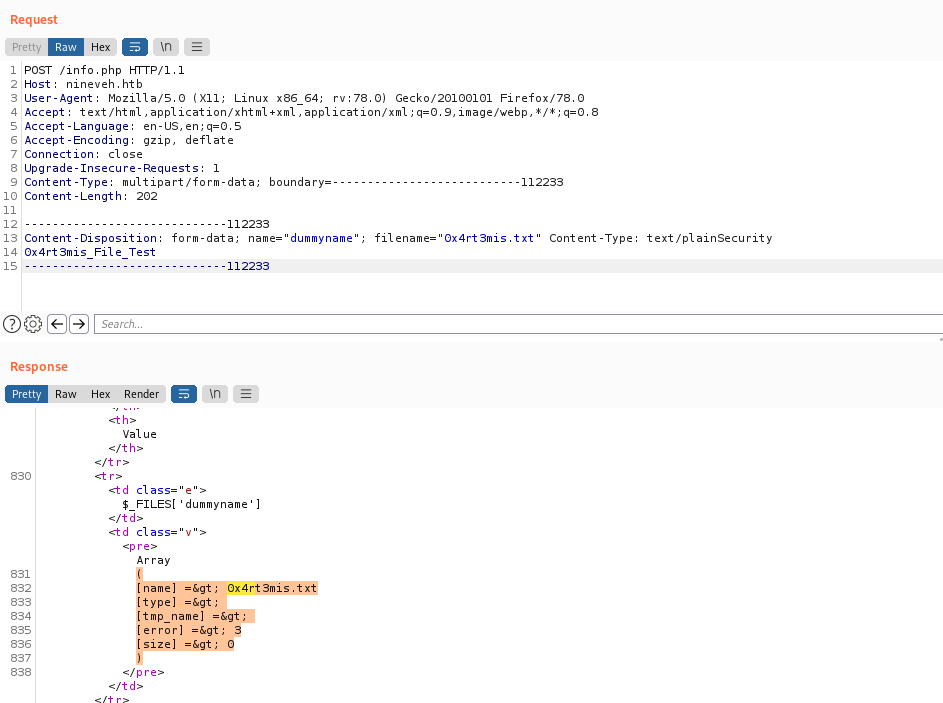 Request
Pretty Raw Hex \n
1 POST /info.php HTTP/1.1
2 Host: nineveh.htb
3 User-Agent: Mozilla/5.0 (X11; Linux x86_64; rv:78.0) Gecko/20100101 Firefox/78.0
4 Accept: text/html,application/xhtml+xml,application/xml;q=0.9,image/webp,*/*;q=0.8
5 Accept-Language: en-US,en;q=0.5
6 Accept-Encoding: gzip, deflate
7 Connection: close
8 Upgrade-Insecure-Requests: 1
9 Content-Type: multipart/form-data; boundary=---------------------------112233
10 Content-Length: 202
11
12 -----------------------------112233
13 Content-Disposition: form-data; name="dummyname"; filename="0x4rt3mis.txt" Content-Type: text/plainSecurity
14 0x4rt3mis_File_Test
15 -----------------------------112233
Search...
Response
Pretty Raw Hex Render \n
</th>
<th>
Value
</th>
</tr>
830 <tr>
<td class="e">
$_FILES['dummyname']
</td>
<td class="v">
<pre>
Array
831 (
832 [name] =&gt; 0x4rt3mis.txt
833 [type] =&gt;
834 [tmp_name] =&gt;
835 [error] =&gt; 3
836 [size] =&gt; 0
837 )
838 </pre>
</td>
</tr>